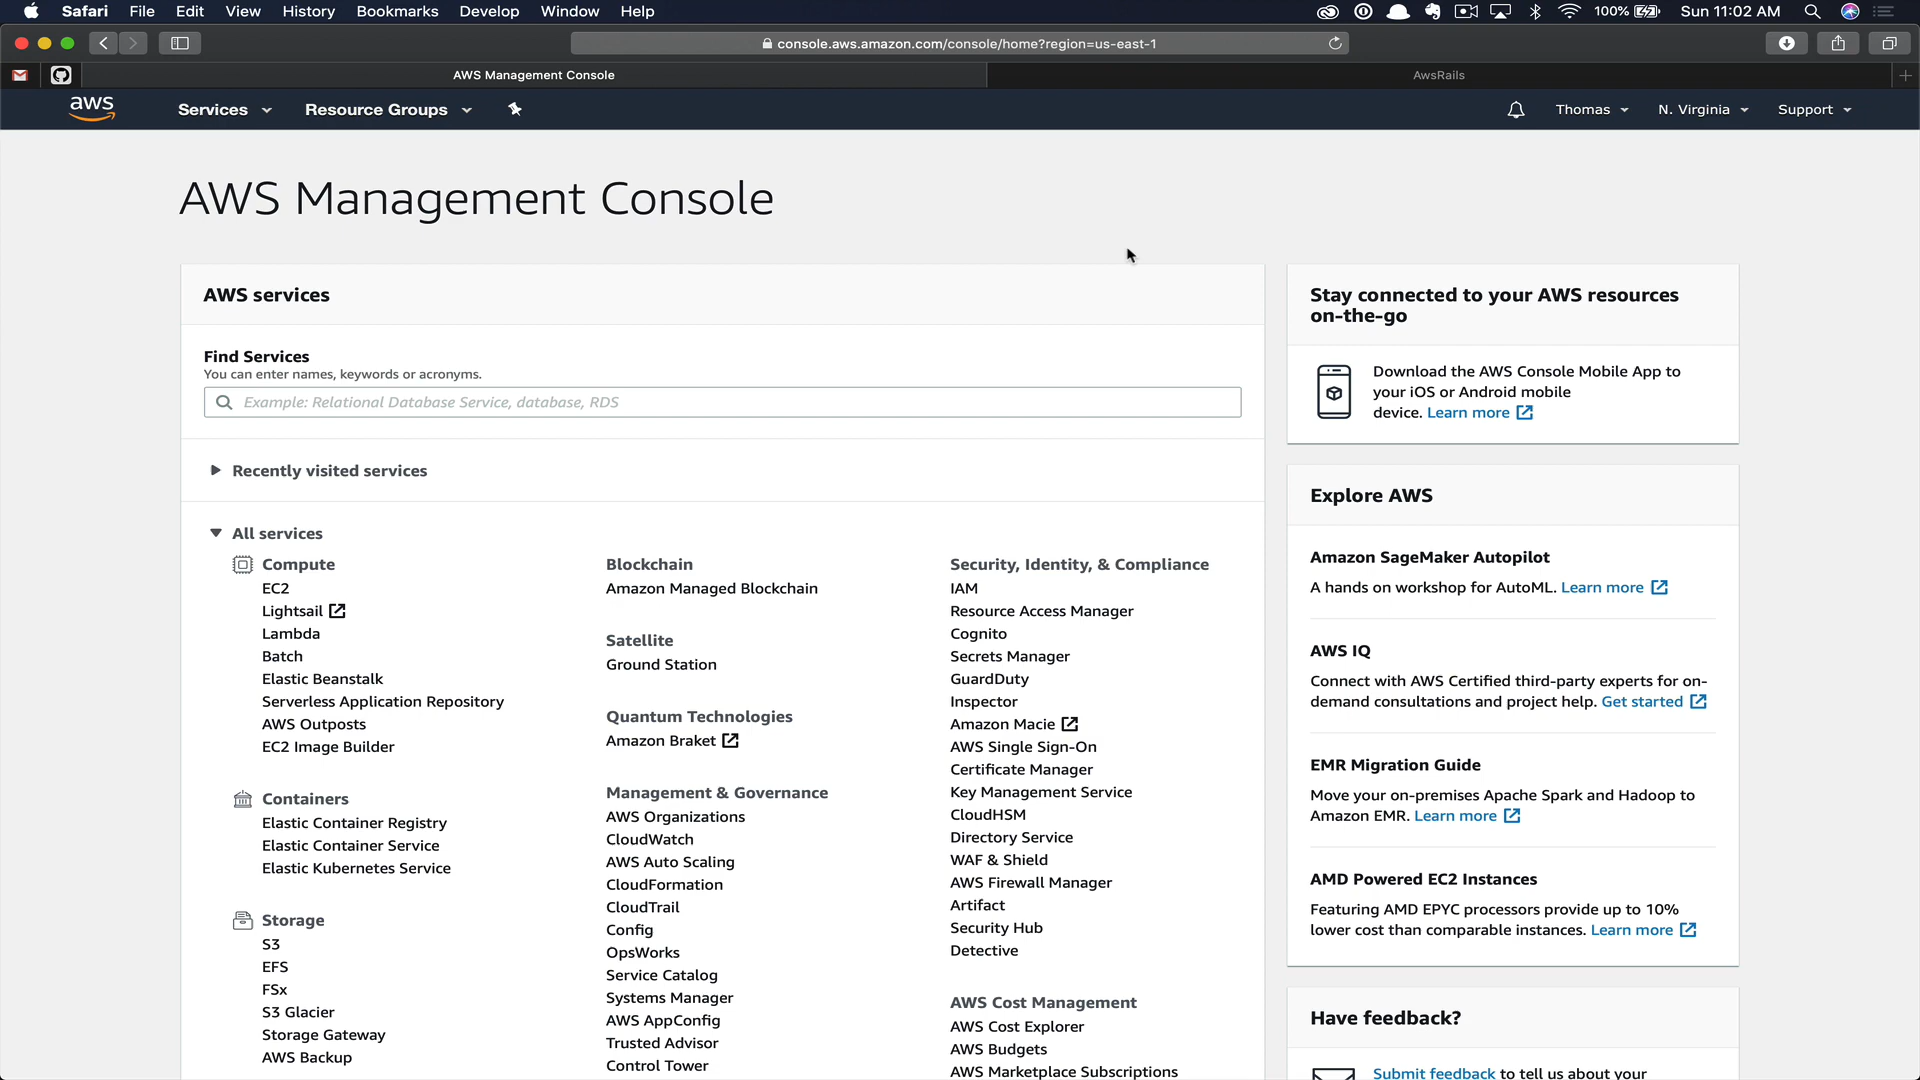 Safari File Edit View History Bookmarks Develop Window Help 100% Sun 11:02 AM
console.aws.amazon.com/console/home?region=us-east-1
AWS Management Console AwsRails
aws Services Resource Groups Thomas N. Virginia Support
AWS Management Console
AWS services
Find Services
You can enter names, keywords or acronyms.
Example: Relational Database Service, database, RDS
Recently visited services
All services
Compute
EC2
Lightsail
Lambda
Batch
Elastic Beanstalk
Serverless Application Repository
AWS Outposts
EC2 Image Builder
Containers
Elastic Container Registry
Elastic Container Service
Elastic Kubernetes Service
Storage
S3
EFS
FSx
S3 Glacier
Storage Gateway
AWS Backup
Blockchain
Amazon Managed Blockchain
Satellite
Ground Station
Quantum Technologies
Amazon Braket
Management & Governance
AWS Organizations
CloudWatch
AWS Auto Scaling
CloudFormation
CloudTrail
Config
OpsWorks
Service Catalog
Systems Manager
AWS AppConfig
Trusted Advisor
Control Tower
Security, Identity, & Compliance
IAM
Resource Access Manager
Cognito
Secrets Manager
GuardDuty
Inspector
Amazon Macie
AWS Single Sign-On
Certificate Manager
Key Management Service
CloudHSM
Directory Service
WAF & Shield
AWS Firewall Manager
Artifact
Security Hub
Detective
AWS Cost Management
AWS Cost Explorer
AWS Budgets
AWS Marketplace Subscriptions
Stay connected to your AWS resources
on-the-go
Download the AWS Console Mobile App to
your iOS or Android mobile
device. Learn more
Explore AWS
Amazon SageMaker Autopilot
A hands on workshop for AutoML. Learn more
AWS IQ
Connect with AWS Certified third-party experts for on-
demand consultations and project help. Get started
EMR Migration Guide
Move your on-premises Apache Spark and Hadoop to
Amazon EMR. Learn more
AMD Powered EC2 Instances
Featuring AMD EPYC processors provide up to 10%
lower cost than comparable instances. Learn more
Have feedback?
Submit feedback to tell us about your